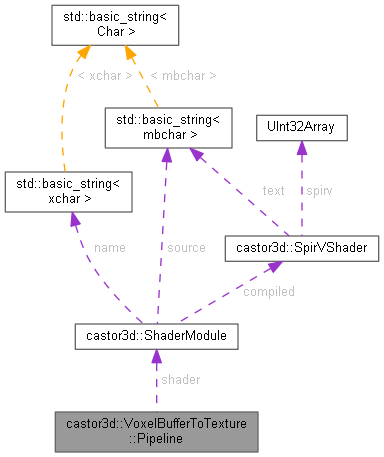 std::basic_string<
Char >
< xchar >
< mbchar >
std::basic_string<
mbchar >
UInt32Array
std::basic_string<
xchar >
text
spirv
name
source
castor3d::SpirVShader
compiled
castor3d::ShaderModule
shader
castor3d::VoxelBufferToTexture
::Pipeline